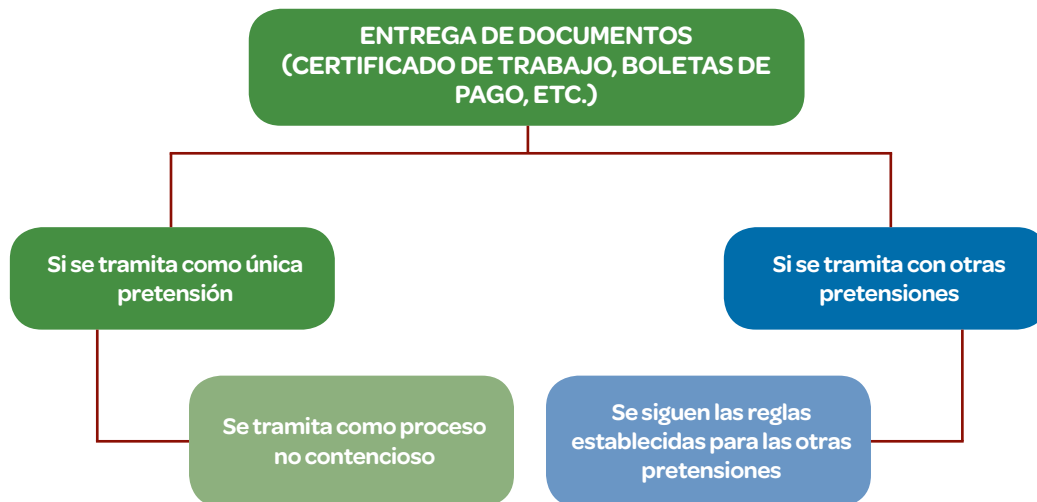 ENTREGA DE DOCUMENTOS
(CERTIFICADO DE TRABAJO, BOLETAS DE
PAGO, ETC.)
Si se tramita como única
pretensión
Si se tramita con otras
pretensiones
Se tramita como proceso
no contencioso
Se siguen las reglas
establecidas para las otras
pretensiones